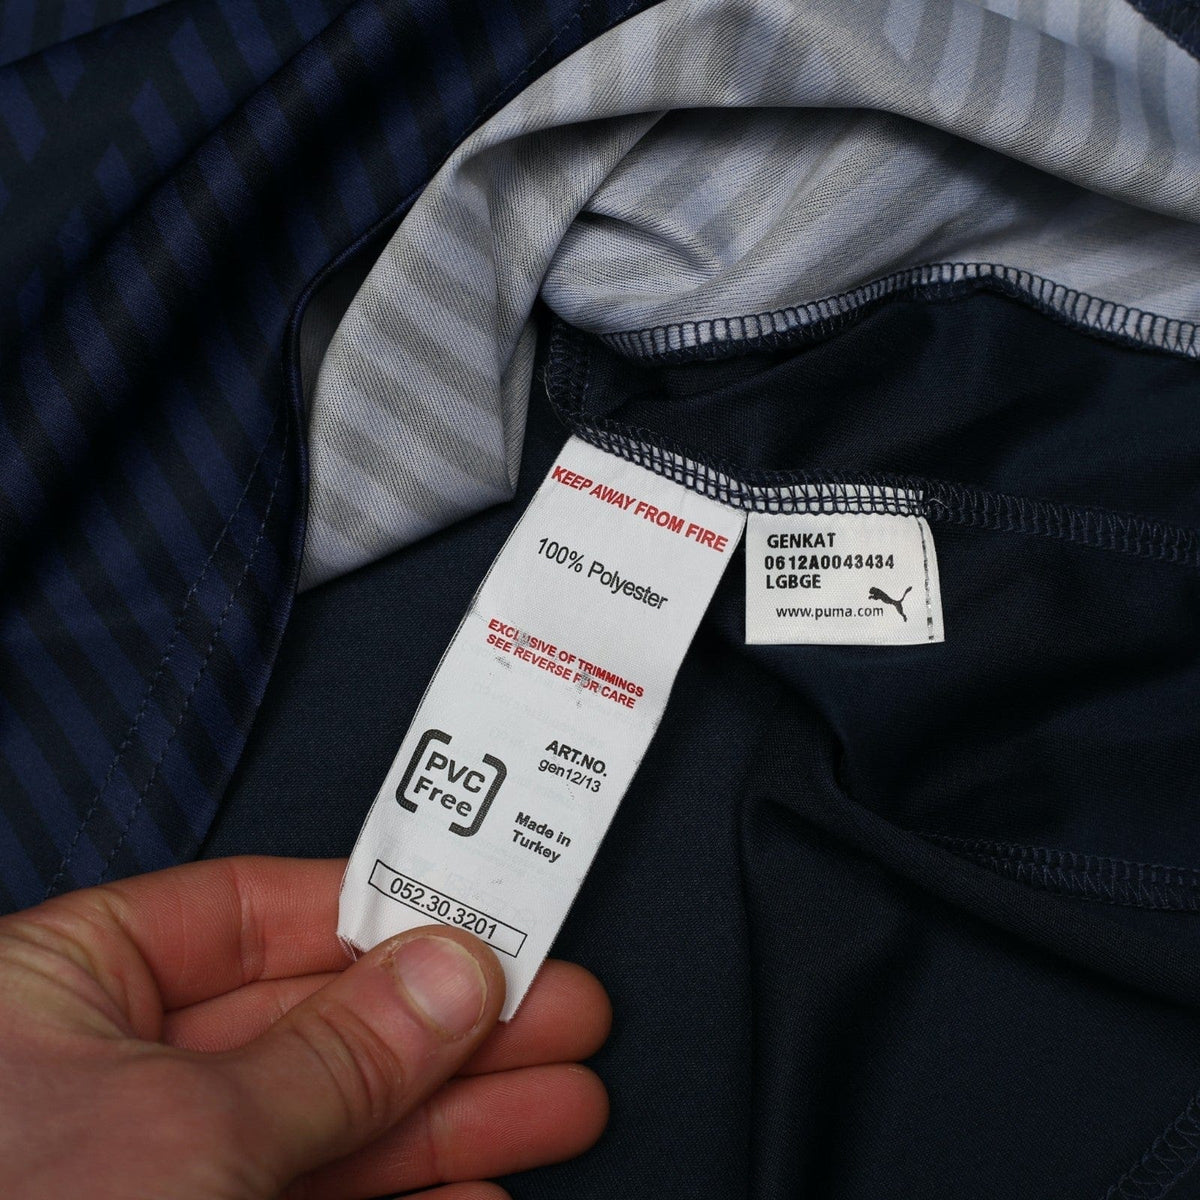 KEEP AWAY FROM FIRE
100% Polyester
EXCLUSIVE OF TRIMMINGS
SEE REVERSE FOR CARE
PVC
Free
ART.NO.
gen12/13
Made in
Turkey
052.30.3201
GENKAT
0612A0043434
LGBGE
www.puma.com